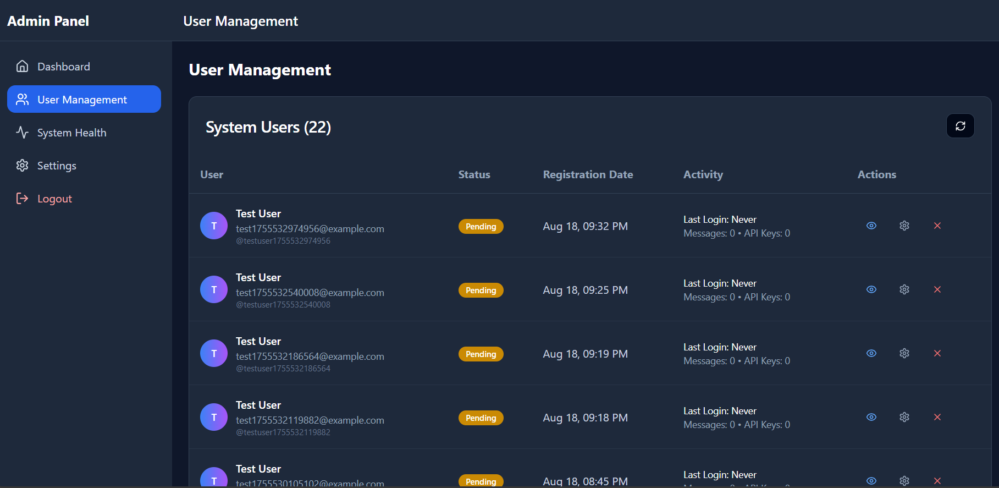 Admin Panel
User Management
Dashboard
User Management
System Health
Settings
Logout
User Management
System Users (22)
User Status Registration Date Activity Actions
Test User
test1755532974956@example.com
@testuser1755532974956
Pending
Aug 18, 09:32 PM
Last Login: Never
Messages: 0 • API Keys: 0
Test User
test1755532540008@example.com
@testuser1755532540008
Pending
Aug 18, 09:25 PM
Last Login: Never
Messages: 0 • API Keys: 0
Test User
test1755532186564@example.com
@testuser1755532186564
Pending
Aug 18, 09:19 PM
Last Login: Never
Messages: 0 • API Keys: 0
Test User
test1755532119882@example.com
@testuser1755532119882
Pending
Aug 18, 09:18 PM
Last Login: Never
Messages: 0 • API Keys: 0
Test User
test1755530105102@example.com
Pending
Aug 18, 08:45 PM
Last Login: Never